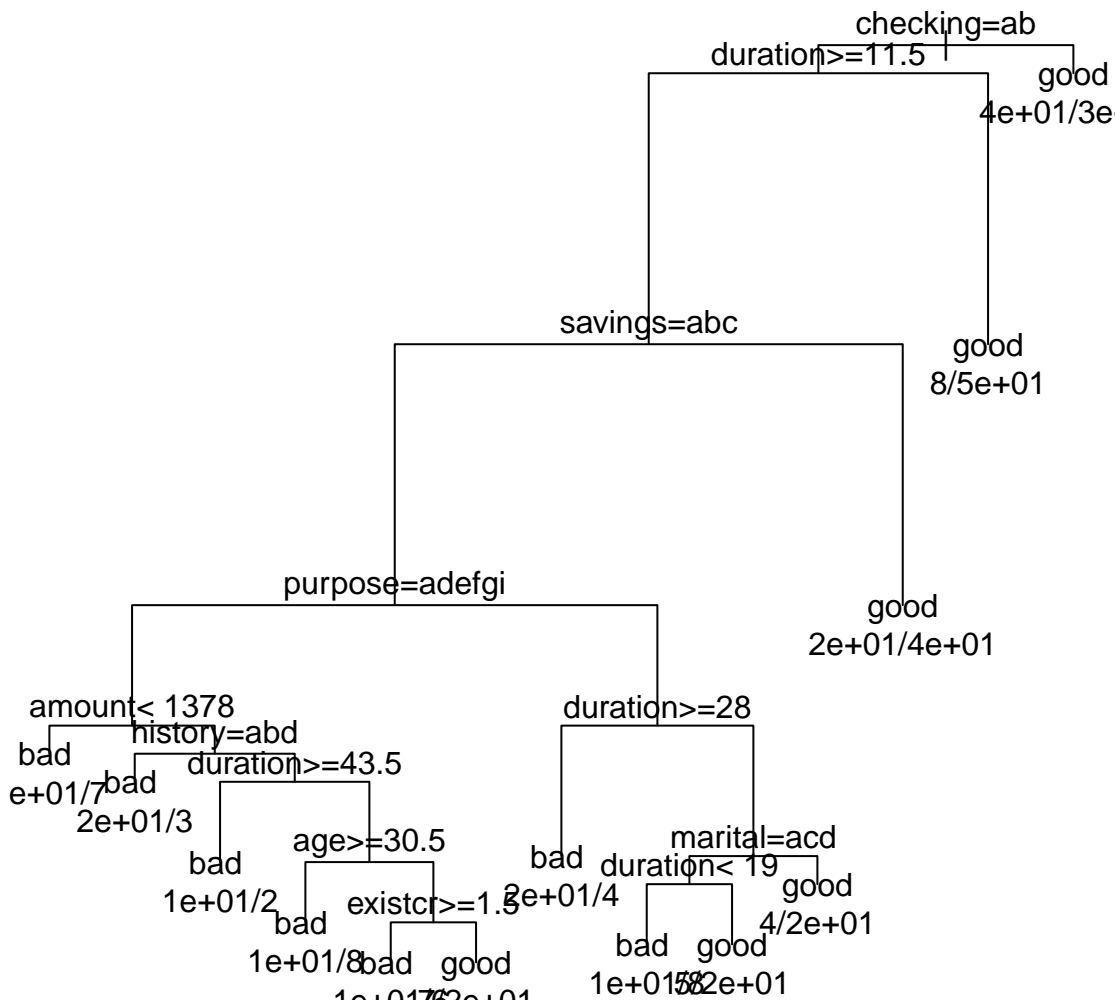 checking=ab
duration>=11.5
good
4e+01/3e+
savings=abc
good
8/5e+01
purpose=adefgi
good
2e+01/4e+01
amount< 1378
duration>=28
history=abd
bad
duration>=43.5
bad
e+01/7
2e+01/3
marital=acd
age>=30.5
bad
bad
duration< 19
good
1e+01/2
2e+01/4
existcr>=1.5
4/2e+01
bad
bad
good
1e+01/8
bad
good